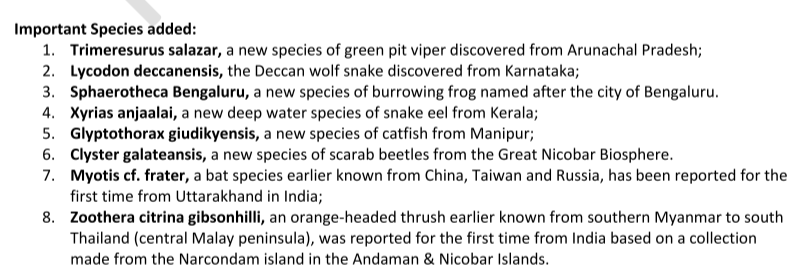 Important Species added:
1. Trimeresurus salazar, a new species of green pit viper discovered from Arunachal Pradesh;
2. Lycodon deccanensis, the Deccan wolf snake discovered from Karnataka;
3. Sphaerotheca Bengaluru, a new species of burrowing frog named after the city of Bengaluru.
4. Xyrias anjaalai, a new deep water species of snake eel from Kerala;
5. Glyptothorax giudikyensis, a new species of catfish from Manipur;
6. Clyster galateansis, a new species of scarab beetles from the Great Nicobar Biosphere.
7. Myotis cf. frater, a bat species earlier known from China, Taiwan and Russia, has been reported for the
first time from Uttarakhand in India;
8. Zoothera citrina gibsonhilli, an orange-headed thrush earlier known from southern Myanmar to south
Thailand (central Malay peninsula), was reported for the first time from India based on a collection
made from the Narcondam island in the Andaman & Nicobar Islands.